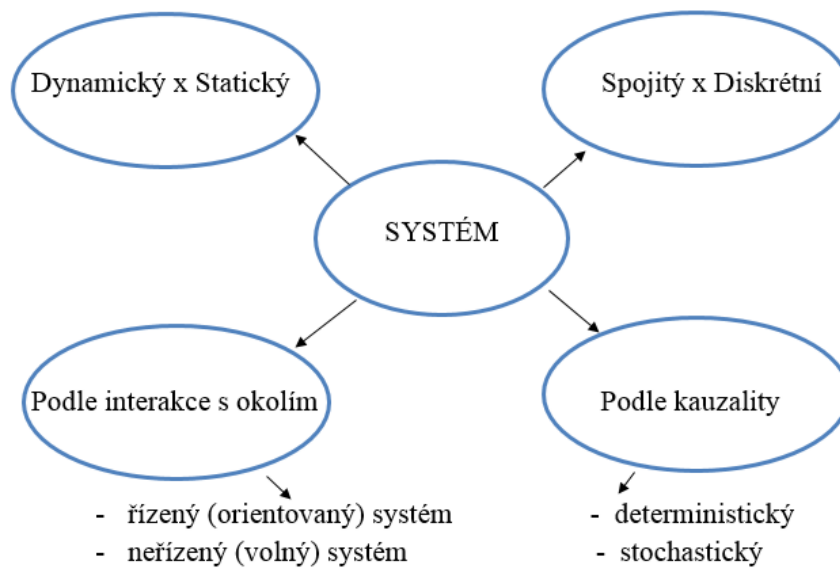 Dynamický x Statický
Spojitý x Diskrétní
SYSTÉM
Podle interakce s okolím
Podle kauzality
- řízený (orientovaný) systém
- neřízený (volný) systém
- deterministický
- stochastický